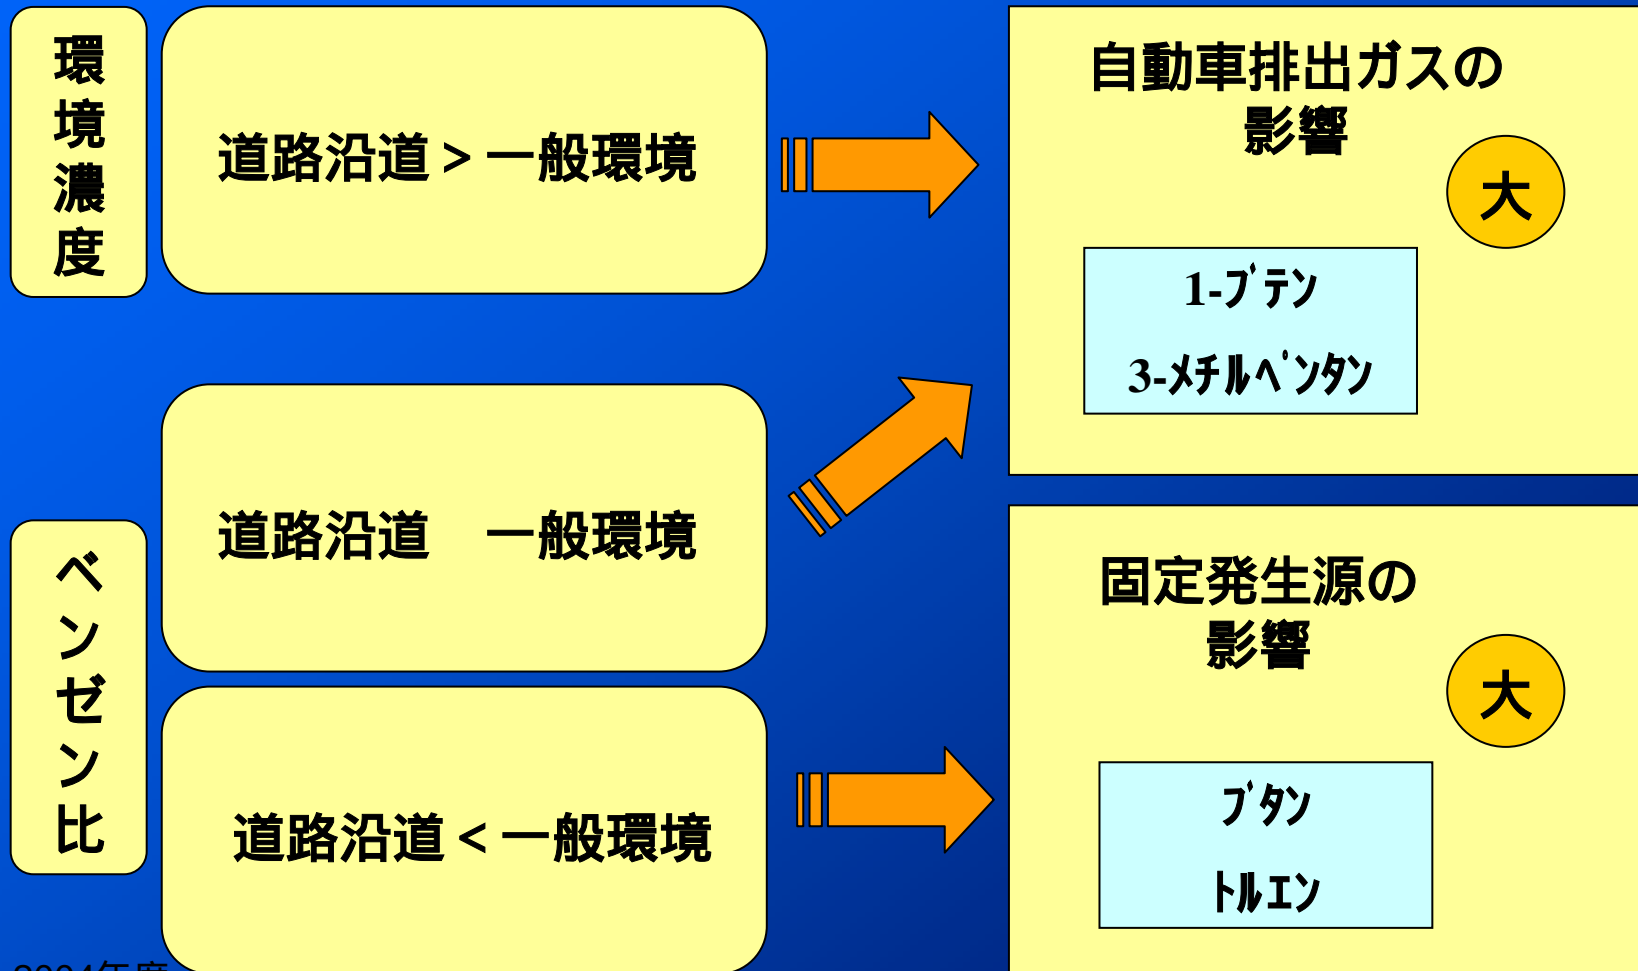 環境濃度
道路沿道 > 一般環境
自動車排出ガスの
影響
大
1-ﾌﾞﾃﾝ
3-ﾒﾁﾙﾍﾟﾝﾀﾝ
ベンゼン比
道路沿道　一般環境
道路沿道 < 一般環境
固定発生源の
影響
大
ﾌﾞﾀﾝ
ﾄﾙｴﾝ